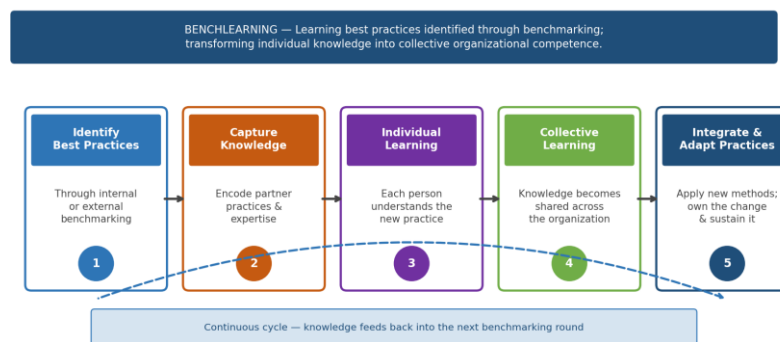 BENCHLEARNING — Learning best practices identified through benchmarking;
transforming individual knowledge into collective organizational competence.
Identify
Best Practices
Through internal
or external
benchmarking
1
Capture
Knowledge
Encode partner
practices &
expertise
2
Individual
Learning
Each person
understands the
new practice
3
Collective
Learning
Knowledge becomes
shared across
the organization
4
Integrate &
Adapt Practices
Apply new methods;
own the change
& sustain it
5
Continuous cycle — knowledge feeds back into the next benchmarking round